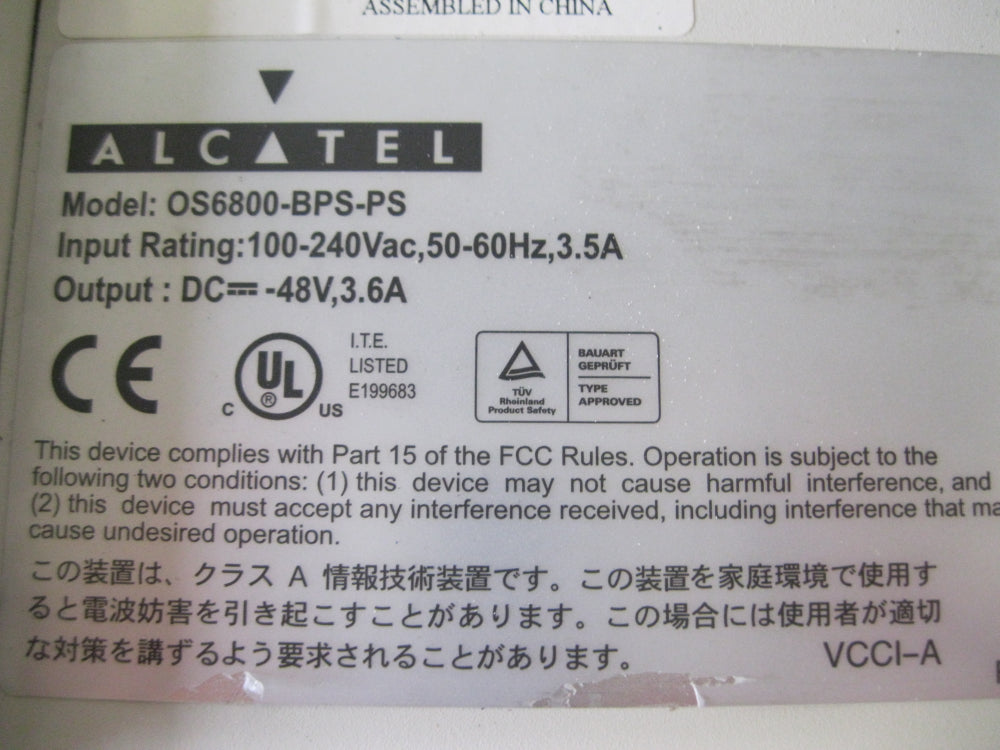 ASSEMBLED IN CHINA
ALCATEL
Model: OS6800-BPS-PS
Input Rating:100-240Vac,50-60Hz,3.5A
Output : DC⎓ -48V,3.6A
CE
C UL ® US
I.T.E.
LISTED
E199683
TÜV
Rheinland
Product Safety
BAUART
GEPRÜFT
TYPE
APPROVED
This device complies with Part 15 of the FCC Rules. Operation is subject to the
following two conditions: (1) this device may not cause harmful interference, and
(2) this device must accept any interference received, including interference that
cause undesired operation.
この装置は、クラス A 情報技術装置です。この装置を家庭環境で使用す
ると電波妨害を引き起こすことがあります。この場合には使用者が適切
な対策を講ずるよう要求されることがあります。 VCCI-A